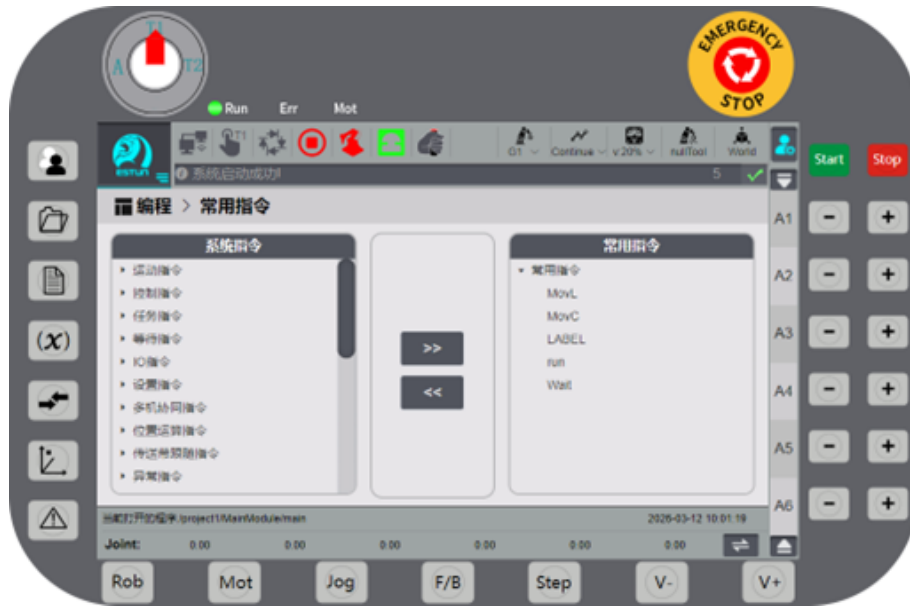 T1
A
T2
EMERGENCY
STOP
Run Err Mot
T1
G1 Continue v:20% nullTool World
ESTUN
系统启动成功!
5
Start Stop
编程 > 常用指令
A1 - +
系统指令
常用指令
运动指令
常用指令
控制指令
MovL
A2 - +
任务指令
MovC
等待指令
LABEL
(x)
A3 - +
>>
IO指令
run
设置指令
Wait
<<
A4 - +
多机协同指令
位置运算指令
传送带跟随指令
A5 - +
异常指令
当前打开的程序:/project1/MainModule/main
2026-03-12 10:01:19
A6 - +
Joint: 0.00 0.00 0.00 0.00 0.00 0.00
Rob Mot Jog F/B Step V- V+